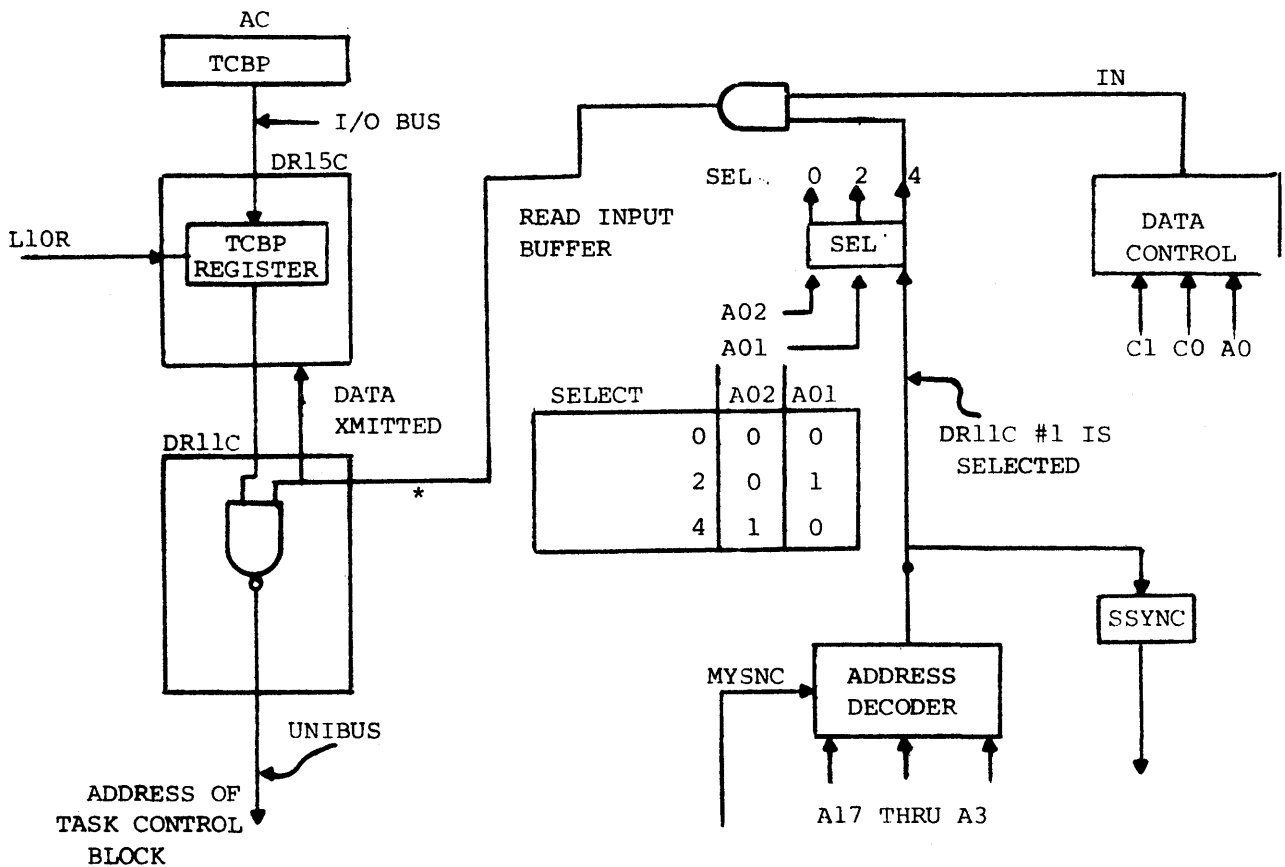 AC
TCBP
I/O BUS
DR15C
L1OR
TCBP
REGISTER
DATA
XMITTED
DR11C
*
UNIBUS
ADDRESS OF
TASK CONTROL
BLOCK
IN
SEL 0 2 4
READ INPUT
BUFFER
SEL
A02
A01
DATA
CONTROL
C1 C0 A0
SELECT A02 A01
0 0 0
2 0 1
4 1 0
DR11C #1 IS
SELECTED
SSYNC
MYSNC
ADDRESS
DECODER
A17 THRU A3